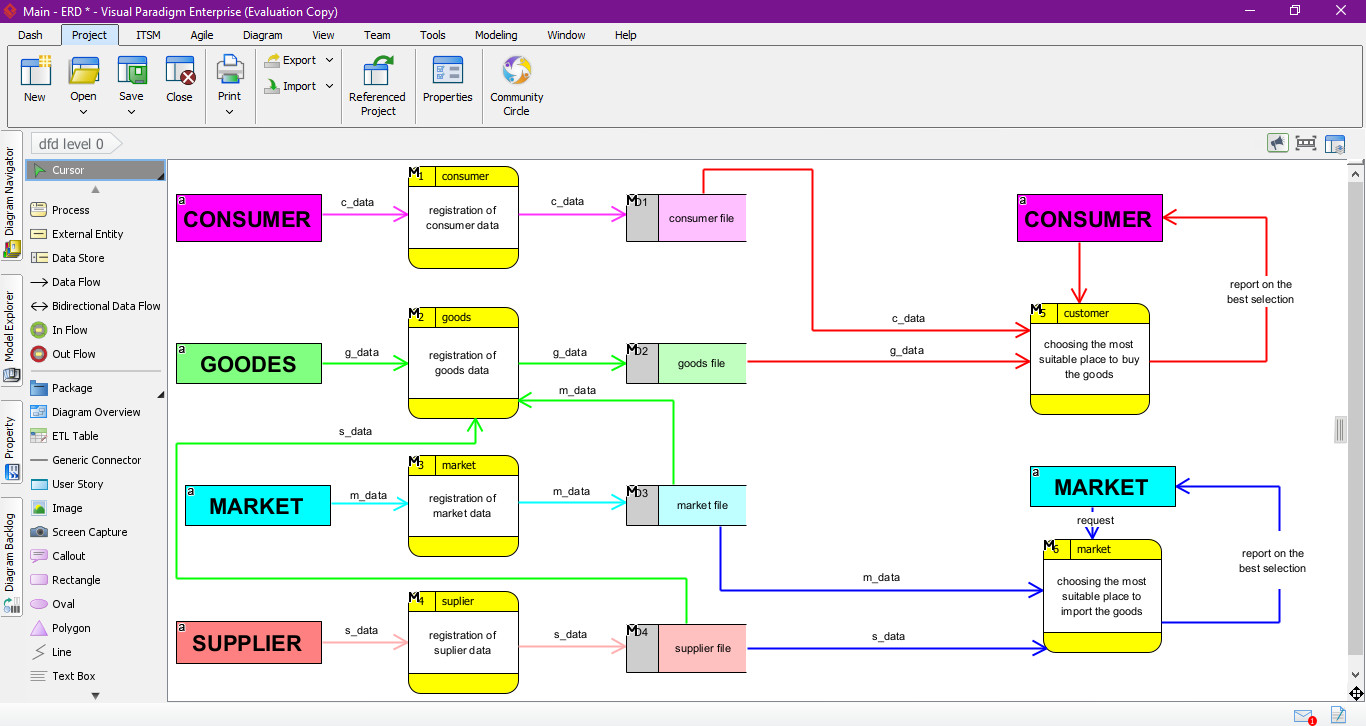 Main - ERD * - Visual Paradigm Enterprise (Evaluation Copy)
Dash Project ITSM Agile Diagram View Team Tools Modeling Window Help
New
Open
Save
Close
Print
Export
Import
Referenced
Project
Properties
Community
Circle
dfd level 0
Diagram Navigator
Model Explorer
Property
Diagram Backlog
Cursor
Process
External Entity
Data Store
Data Flow
Bidirectional Data Flow
In Flow
Out Flow
Package
Diagram Overview
ETL Table
Generic Connector
User Story
Image
Screen Capture
Callout
Rectangle
Oval
Polygon
Line
Text Box
a
CONSUMER
c_data
M1 consumer
registration of
consumer data
c_data
M D1
consumer file
a
CONSUMER
report on the
best selection
c_data
g_data
M5 customer
choosing the most
suitable place to buy
the goods
a
GOODES
g_data
M2 goods
registration of
goods data
g_data
M D2
goods file
m_data
s_data
a
MARKET
m_data
M3 market
registration of
market data
m_data
M D3
market file
a
MARKET
request
M6 market
choosing the most
suitable place to
import the goods
report on the
best selection
m_data
s_data
a
SUPPLIER
s_data
M4 suplier
registration of
suplier data
s_data
M D4
supplier file
1